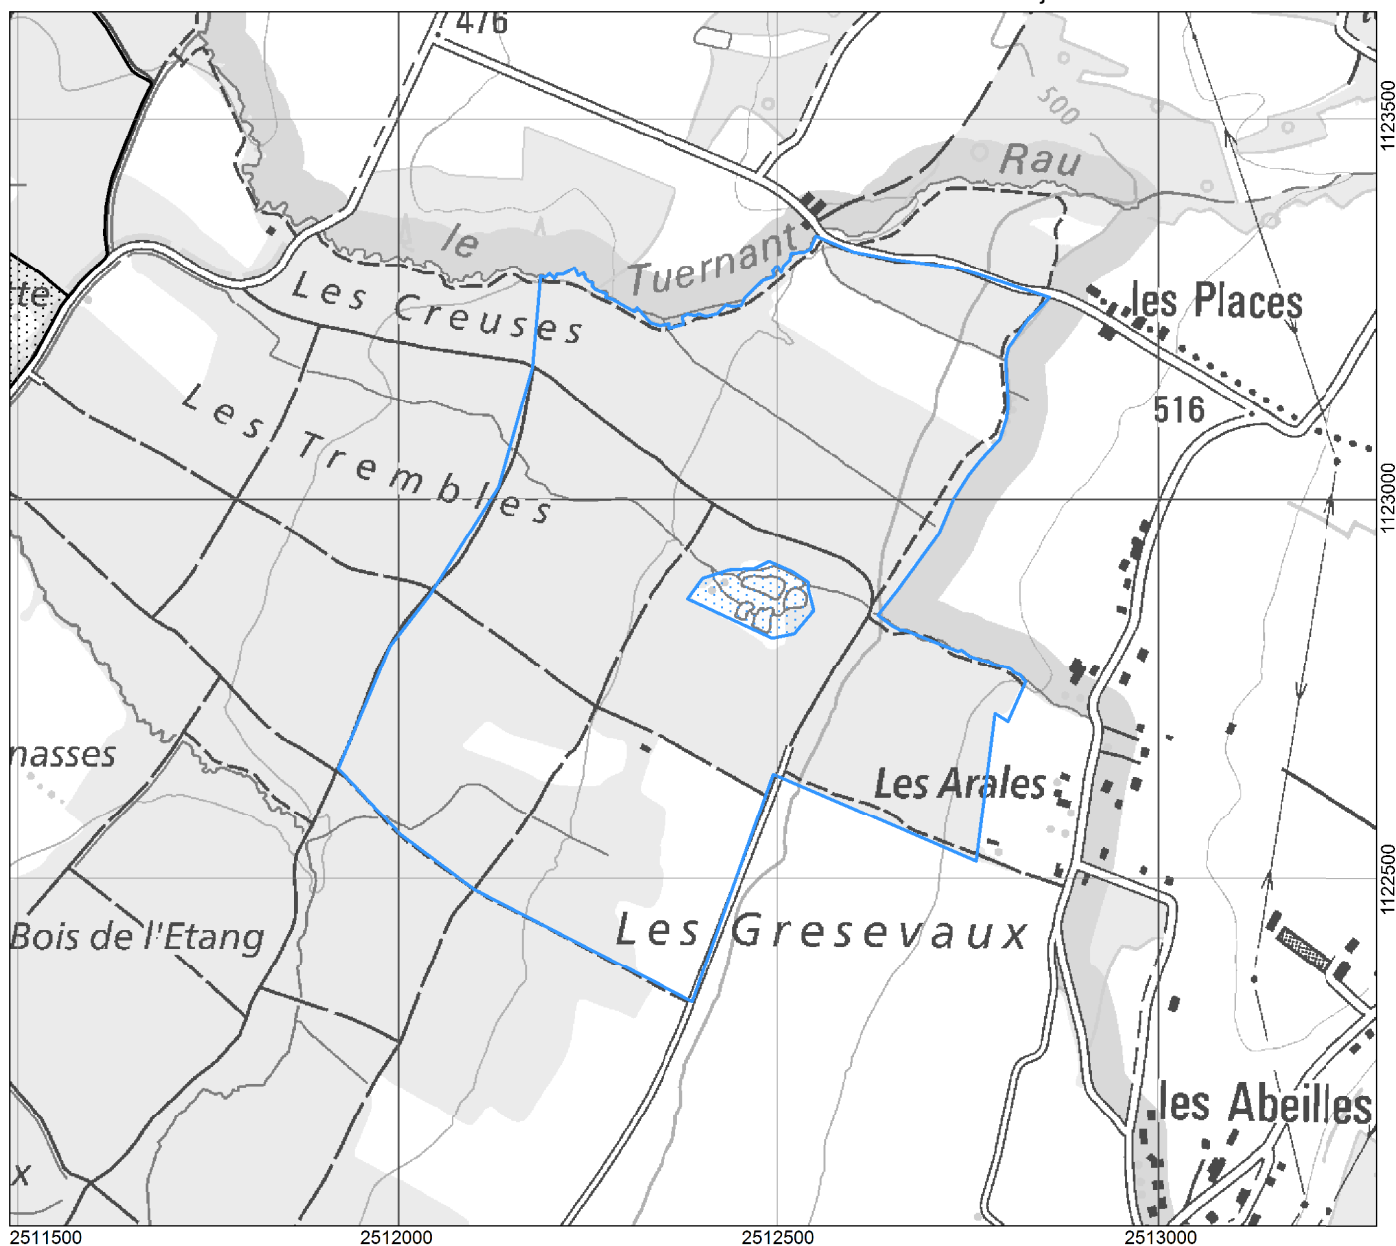 476
1123500
500
Rau
le
Tuernant
te
Les Creuses
les Places
Les Trembles
516
1123000
nasses
Les Arales
1122500
Les Gresevaux
Bois de l'Etang
les Abeilles
x
2511500
2512000
2512500
2513000